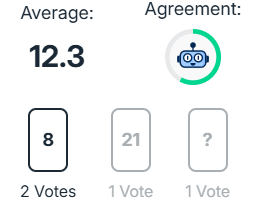 Average:
Agreement:
12.3
8
21
?
2 Votes
1 Vote
1 Vote